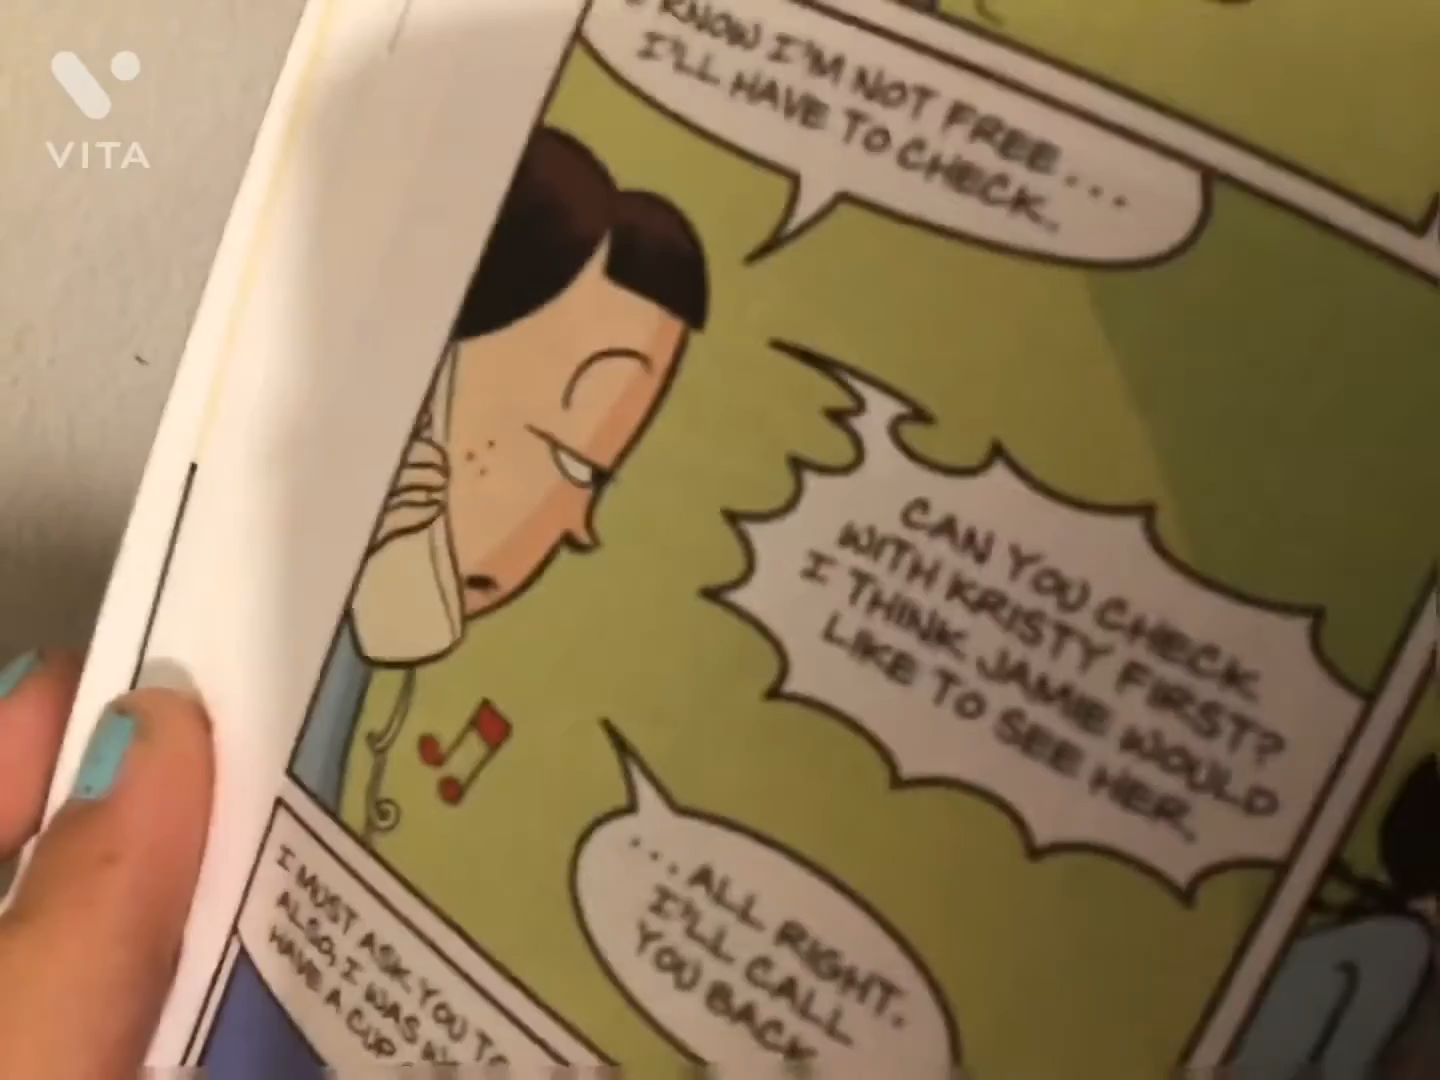 VITA
I KNOW I'M NOT FREE....
I'LL HAVE TO CHECK.
CAN YOU CHECK
WITH KRISTY FIRST?
I THINK JAMIE WOULD
LIKE TO SEE HER.
...ALL RIGHT.
I'LL CALL
YOU BACK
I MUST ASK YOU TO
ALSO, I WAS
HAVE A CUP